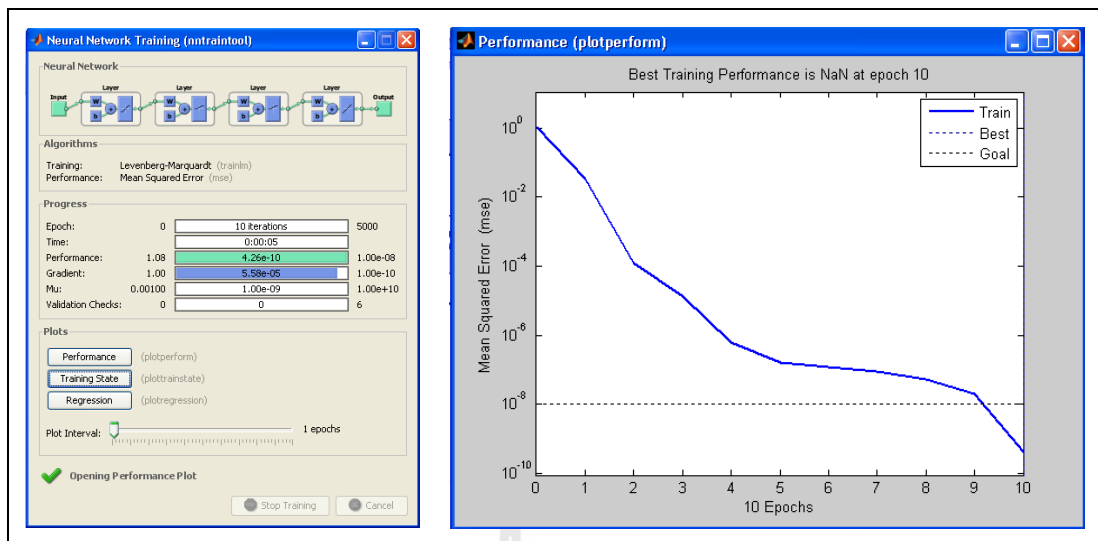 Neural Network Training (nntraintool)
Neural Network
Layer Layer Layer Layer
Input Output
W W W W
b b b b
Algorithms
Training: Levenberg-Marquardt (trainlm)
Performance: Mean Squared Error (mse)
Progress
Epoch: 0 10 iterations 5000
Time: 0:00:05
Performance: 1.08 4.26e-10 1.00e-08
Gradient: 1.00 5.58e-05 1.00e-10
Mu: 0.00100 1.00e-09 1.00e+10
Validation Checks: 0 0 6
Plots
Performance (plotperform)
Training State (plottrainstate)
Regression (plotregression)
Plot Interval: 1 epochs
Opening Performance Plot
Stop Training Cancel
Performance (plotperform)
Best Training Performance is NaN at epoch 10
Train
Best
Goal
Mean Squared Error (mse)
10^0
10^-2
10^-4
10^-6
10^-8
10^-10
0 1 2 3 4 5 6 7 8 9 10
10 Epochs